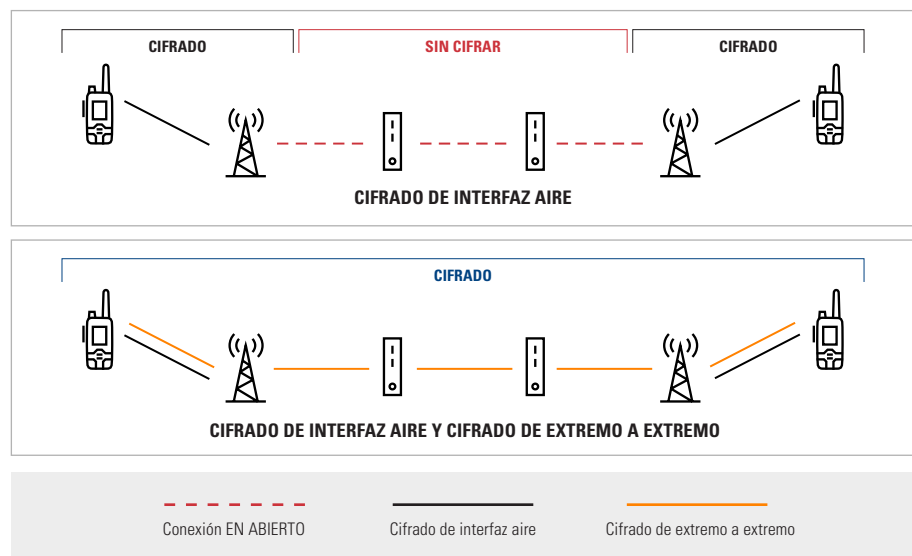 CIFRADO
SIN CIFRAR
CIFRADO
CIFRADO DE INTERFAZ AIRE
CIFRADO
CIFRADO DE INTERFAZ AIRE Y CIFRADO DE EXTREMO A EXTREMO
Conexión EN ABIERTO
Cifrado de interfaz aire
Cifrado de extremo a extremo